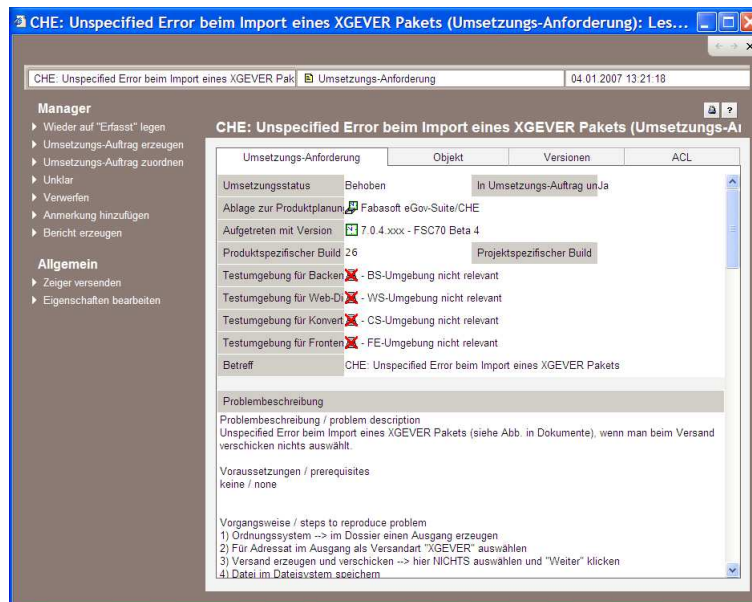 CHE: Unspecified Error beim Import eines XGEVER Pakets (Umsetzungs-Anforderung): Les...
CHE: Unspecified Error beim Import eines XGEVER Pak
Umsetzungs-Anforderung
04.01.2007 13:21:18
Manager
Wieder auf "Erfasst" legen
Umsetzungs-Auftrag erzeugen
Umsetzungs-Auftrag zuordnen
Unklar
Verwerfen
Anmerkung hinzufügen
Bericht erzeugen
Allgemein
Zeiger versenden
Eigenschaften bearbeiten
CHE: Unspecified Error beim Import eines XGEVER Pakets (Umsetzungs-A
Umsetzungs-Anforderung Objekt Versionen ACL
Umsetzungsstatus Behoben In Umsetzungs-Auftrag un Ja
Ablage zur Produktplanung Fabasoft eGov-Suite/CHE
Aufgetreten mit Version 7.0.4.xxx - FSC70 Beta 4
Produktspezifischer Build 26 Projektspezifischer Build
Testumgebung für Backen - BS-Umgebung nicht relevant
Testumgebung für Web-Di - WS-Umgebung nicht relevant
Testumgebung für Konvert - CS-Umgebung nicht relevant
Testumgebung für Fronten - FE-Umgebung nicht relevant
Betreff CHE: Unspecified Error beim Import eines XGEVER Pakets
Problembeschreibung
Problembeschreibung / problem description
Unspecified Error beim Import eines XGEVER Pakets (siehe Abb. in Dokumente), wenn man beim Versand
verschicken nichts auswählt.
Voraussetzungen / prerequisites
keine / none
Vorgangsweise / steps to reproduce problem
1) Ordnungssystem --> im Dossier einen Ausgang erzeugen
2) Für Adressat im Ausgang als Versandart "XGEVER" auswählen
3) Versand erzeugen und verschicken --> hier NICHTS auswählen und "Weiter" klicken
4) Datei im Dateisystem speichern